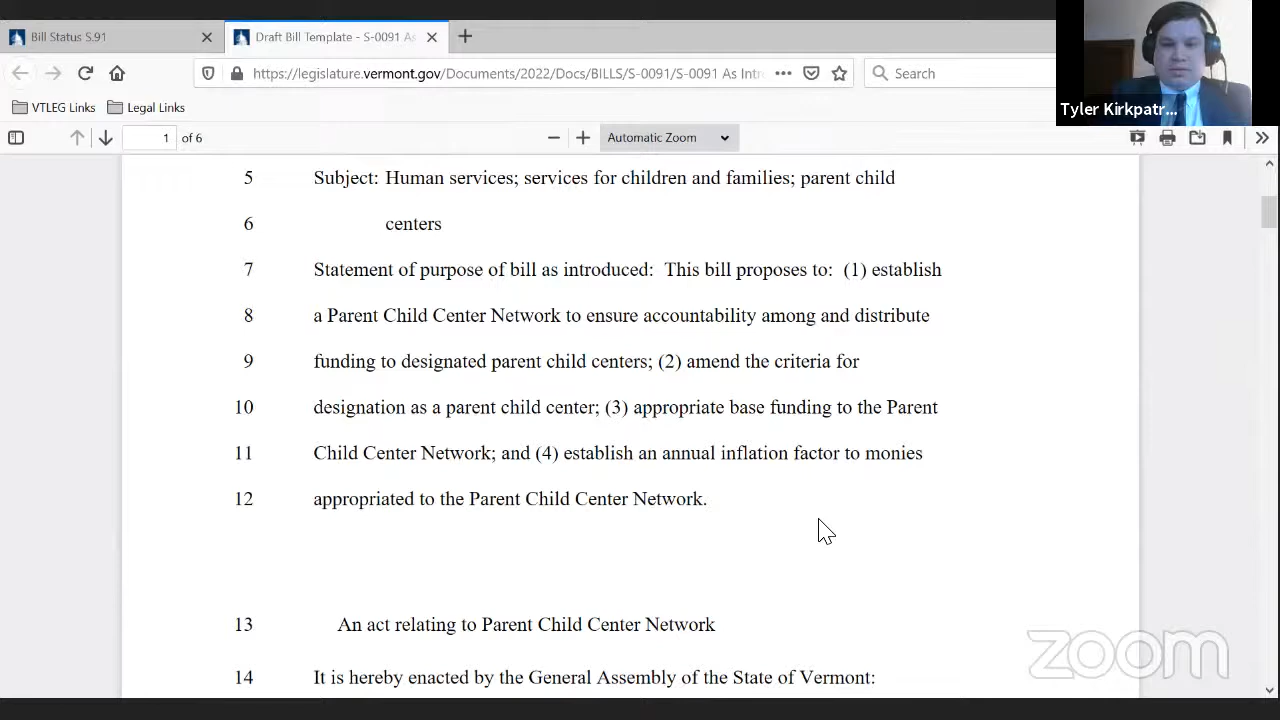 Bill Status S.91
Draft Bill Template - S-0091 As
https://legislature.vermont.gov/Documents/2022/Docs/BILLS/S-0091/S-0091 As Intr
Search
VTLEG Links
Legal Links
Tyler Kirkpatr...
1 of 6
Automatic Zoom
5 Subject: Human services; services for children and families; parent child
6 centers
7 Statement of purpose of bill as introduced: This bill proposes to: (1) establish
8 a Parent Child Center Network to ensure accountability among and distribute
9 funding to designated parent child centers; (2) amend the criteria for
10 designation as a parent child center; (3) appropriate base funding to the Parent
11 Child Center Network; and (4) establish an annual inflation factor to monies
12 appropriated to the Parent Child Center Network.
13 An act relating to Parent Child Center Network
14 It is hereby enacted by the General Assembly of the State of Vermont:
zoom